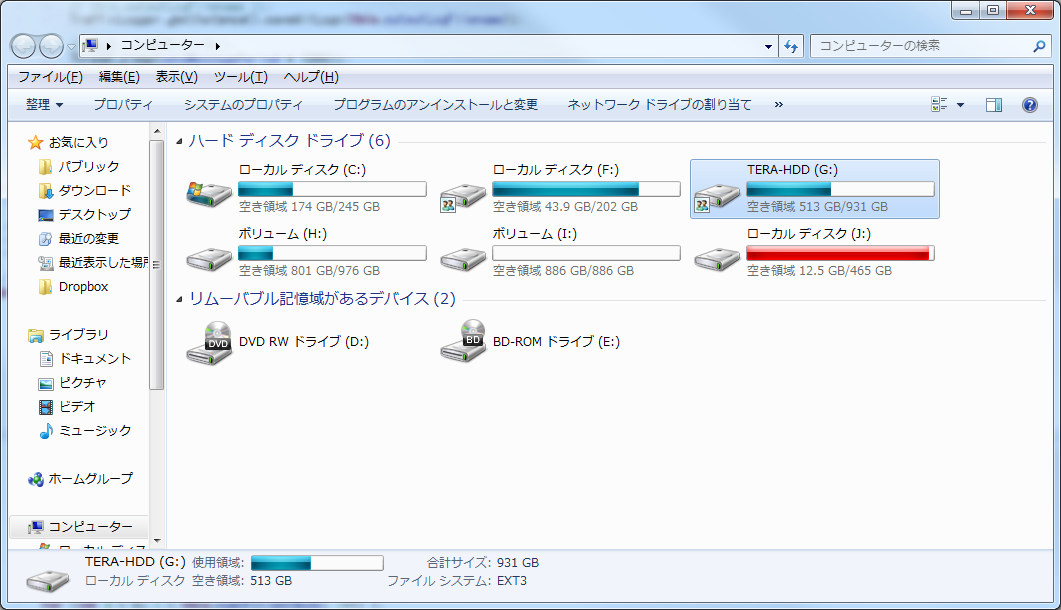 コンピューター
コンピューターの検索
ファイル(F) 編集(E) 表示(V) ツール(T) ヘルプ(H)
整理 プロパティ システムのプロパティ プログラムのアンインストールと変更 ネットワーク ドライブの割り当て »
お気に入り
パブリック
ダウンロード
デスクトップ
最近の変更
最近表示した場所
Dropbox
ライブラリ
ドキュメント
ピクチャ
ビデオ
ミュージック
ホームグループ
コンピューター
ハード ディスク ドライブ (6)
ローカル ディスク (C:)
空き領域 174 GB/245 GB
ローカル ディスク (F:)
空き領域 43.9 GB/202 GB
TERA-HDD (G:)
空き領域 513 GB/931 GB
ボリューム (H:)
空き領域 801 GB/976 GB
ボリューム (I:)
空き領域 886 GB/886 GB
ローカル ディスク (J:)
空き領域 12.5 GB/465 GB
リムーバブル記憶域があるデバイス (2)
DVD
DVD RW ドライブ (D:)
BD
BD-ROM ドライブ (E:)
TERA-HDD (G:) 使用領域: 合計サイズ: 931 GB
ローカル ディスク 空き領域: 513 GB ファイル システム: EXT3